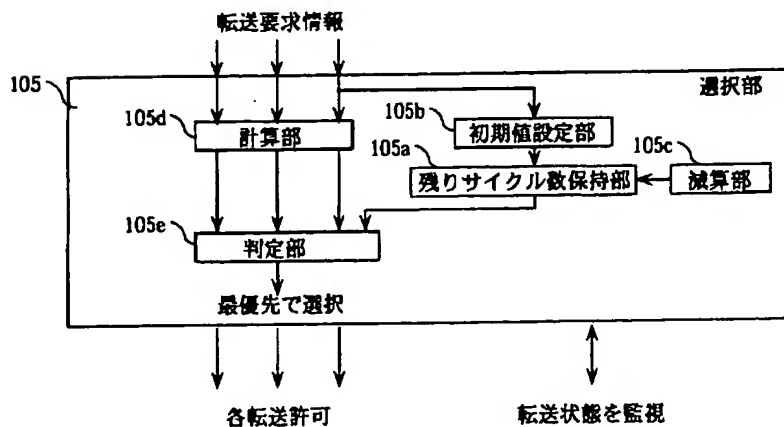 転送要求情報
105
選択部
105d
計算部
105b
初期値設定部
105a
残りサイクル数保持部
105c
減算部
105e
判定部
最優先で選択
各転送許可
転送状態を監視